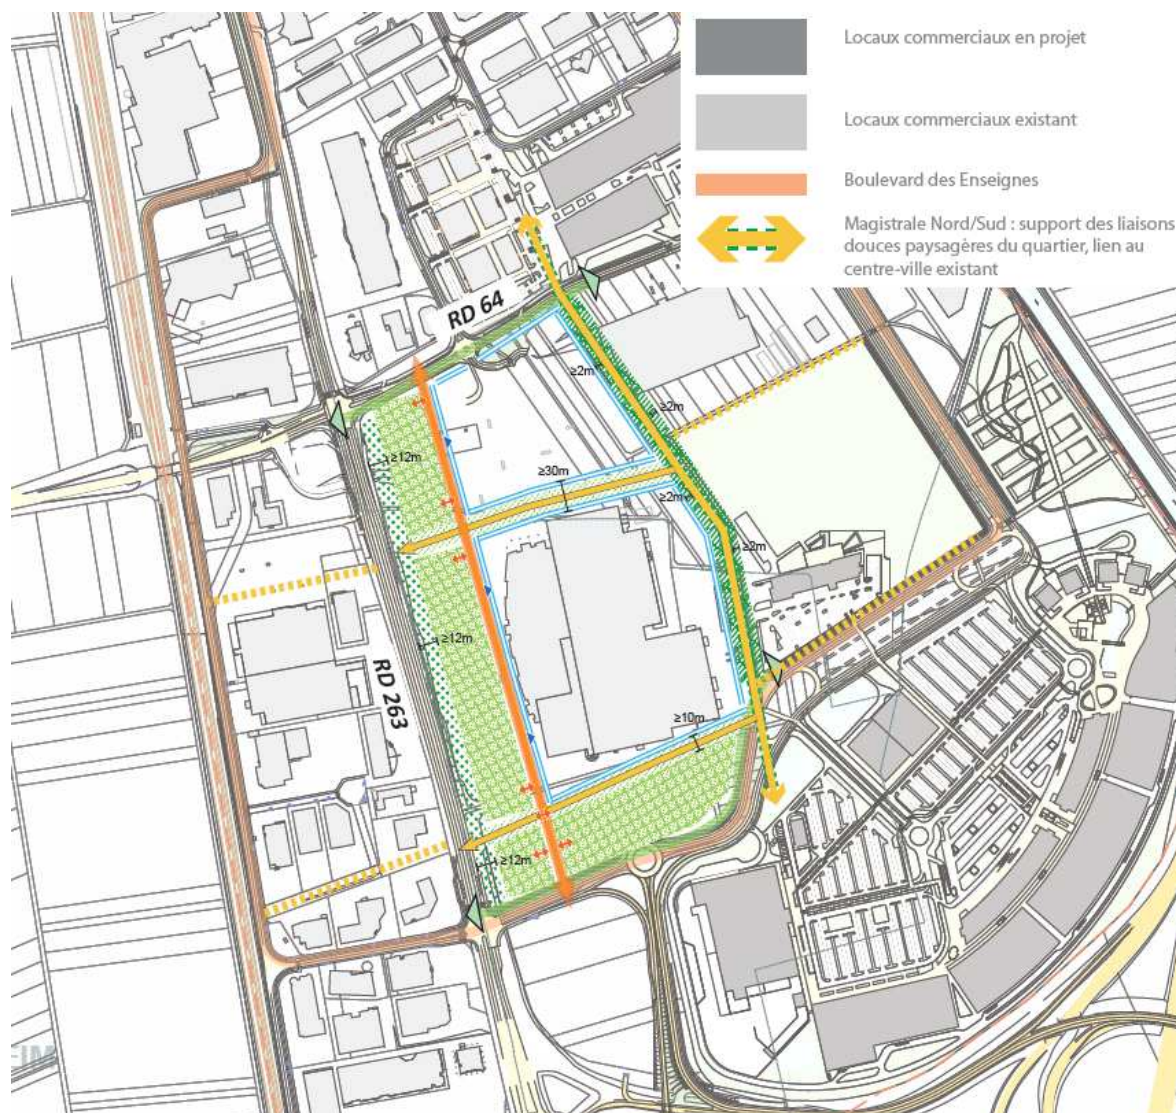 Locaux commerciaux en projet
Locaux commerciaux existant
Boulevard des Enseignes
Magistrale Nord/Sud : support des liaisons
douces paysagères du quartier, lien au
centre-ville existant
RD 64
≥2m
≥2m
≥12m
≥30m
≥2m
≥2m
≥12m
RD 263
≥10m
≥12m
EIM